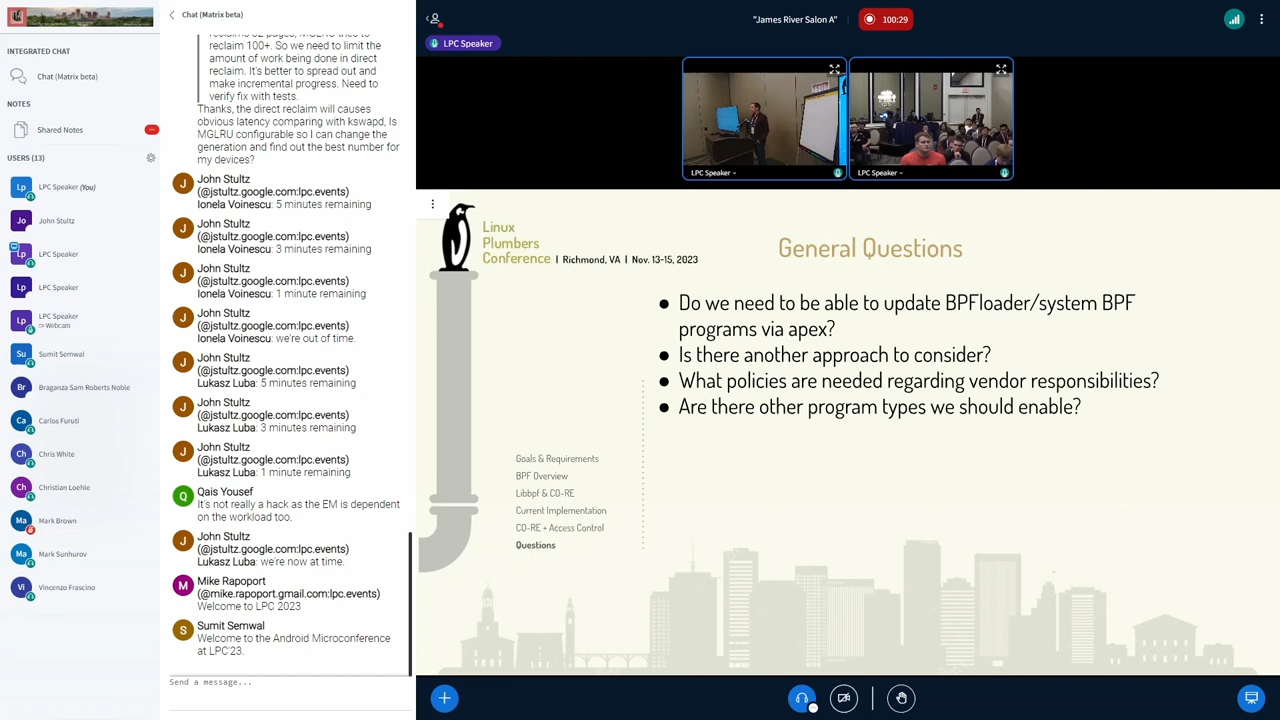 INTEGRATED CHAT
Chat (Matrix beta)
NOTES
Shared Notes
USERS (13)
Lp LPC Speaker (You)
Jo John Stultz
Lp LPC Speaker
Lp LPC Speaker
Lp LPC Speaker
Webcam
Su Sumit Semwal
Br Braganza Sam Roberts Noble
Ca Carlos Furuti
Ch Chris White
Ch Christian Loehle
Ma Mark Brown
Ma Mark Sunhurov
Vi Vincenzo Frascino
Chat (Matrix beta)
reclaim 100+. So we need to limit the
amount of work being done in direct
reclaim. It's better to spread out and
make incremental progress. Need to
verify fix with tests.
Thanks, the direct reclaim will causes
obvious latency comparing with kswapd, Is
MGLRU configurable so I can change the
generation and find out the best number for
my devices?
J John Stultz
(@jstultz.google.com:lpc.events)
Ionela Voinescu: 5 minutes remaining
J John Stultz
(@jstultz.google.com:lpc.events)
Ionela Voinescu: 3 minutes remaining
J John Stultz
(@jstultz.google.com:lpc.events)
Ionela Voinescu: 1 minute remaining
J John Stultz
(@jstultz.google.com:lpc.events)
Ionela Voinescu: we're out of time.
J John Stultz
(@jstultz.google.com:lpc.events)
Lukasz Luba: 5 minutes remaining
J John Stultz
(@jstultz.google.com:lpc.events)
Lukasz Luba: 3 minutes remaining
J John Stultz
(@jstultz.google.com:lpc.events)
Lukasz Luba: 1 minute remaining
Q Qais Yousef
It's not really a hack as the EM is dependent
on the workload too.
J John Stultz
(@jstultz.google.com:lpc.events)
Lukasz Luba: we're now at time.
M Mike Rapoport
(@mike.rapoport.gmail.com:lpc.events)
Welcome to LPC 2023
S Sumit Semwal
Welcome to the Android Microconference
at LPC'23.
Send a message...
"James River Salon A"
100:29
LPC Speaker
LPC Speaker
LPC Speaker
Linux
Plumbers
Conference | Richmond, VA | Nov. 13-15, 2023
General Questions
● Do we need to be able to update BPFloader/system BPF
programs via apex?
● Is there another approach to consider?
● What policies are needed regarding vendor responsibilities?
● Are there other program types we should enable?
Goals & Requirements
BPF Overview
Libbpf & CO-RE
Current Implementation
CO-RE + Access Control
Questions